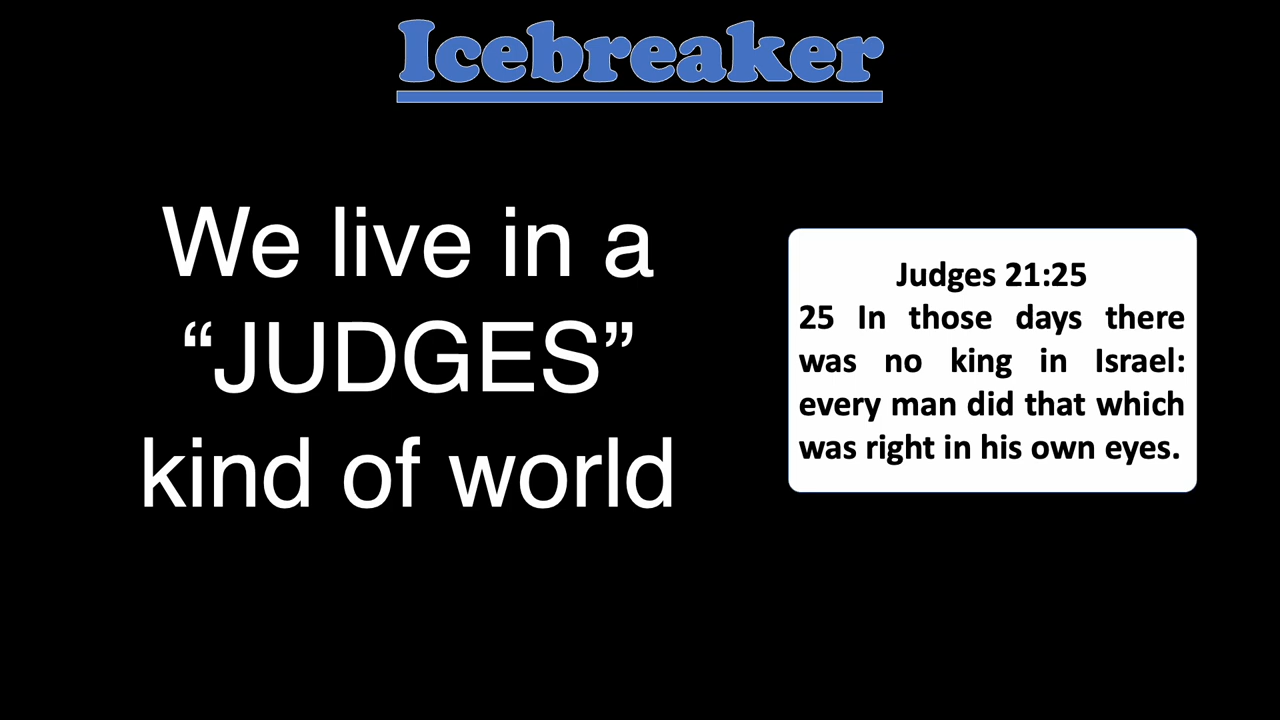 Icebreaker
We live in a
“JUDGES”
kind of world
Judges 21:25
25 In those days there
was no king in Israel:
every man did that which
was right in his own eyes.